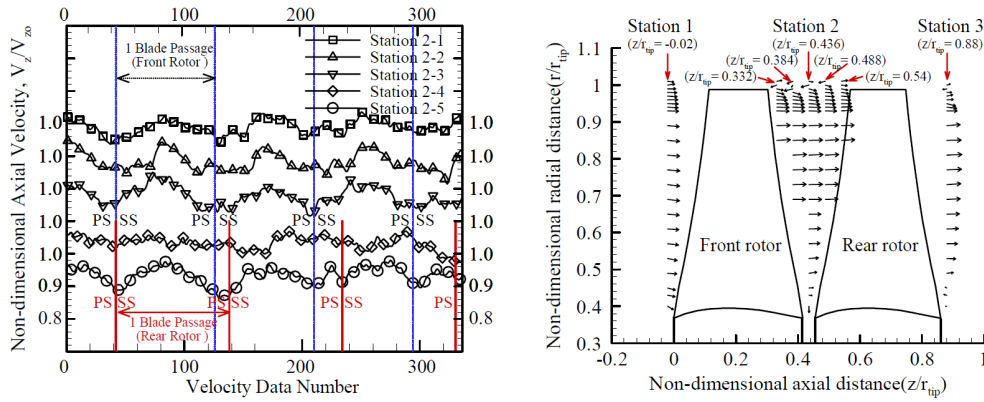 0 100 200 300
1 Blade Passage
(Front Rotor )
Station 2-1
Station 2-2
Station 2-3
Station 2-4
Station 2-5
Non-dimensional Axial Velocity, Vz/Vzo
1.0
1.0
1.0
1.0 1.0
1.0 1.0
1.0
0.9 0.9
0.8 0.8
PS SS PS SS PS SS PS SS
PS SS PS SS PS SS PS
1 Blade Passage
(Rear Rotor )
0 100 200 300
Velocity Data Number
Station 1 Station 2 Station 3
(z/rtip= -0.02) (z/rtip= 0.436) (z/rtip= 0.88)
(z/rtip= 0.384) (z/rtip= 0.488)
(z/rtip= 0.332) (z/rtip= 0.54)
Non-dimensional radial distance(r/rtip)
1.1
1
0.9
0.8
0.7
0.6
0.5
0.4
0.3
Front rotor Rear rotor
-0.2 0 0.2 0.4 0.6 0.8 1
Non-dimensional axial distance(z/rtip)